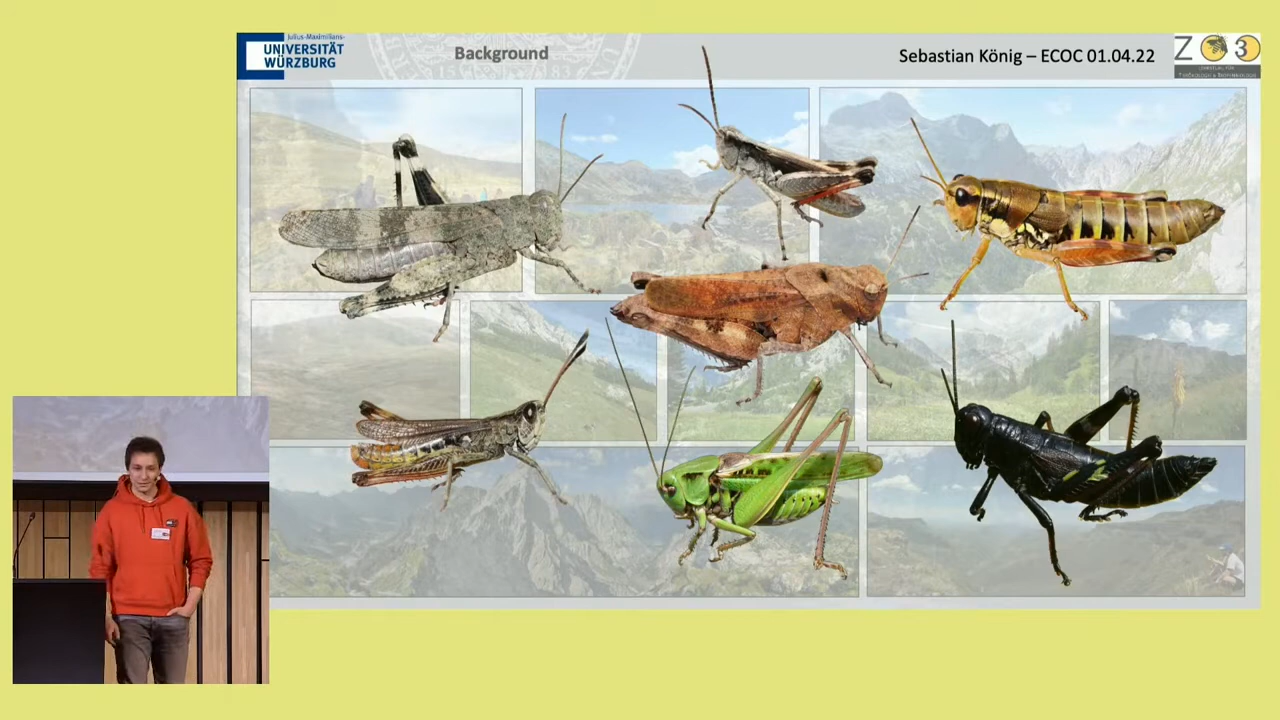 Julius-Maximilians-
UNIVERSITÄT
WÜRZBURG
Background
Sebastian König – ECOC 01.04.22
Z 3